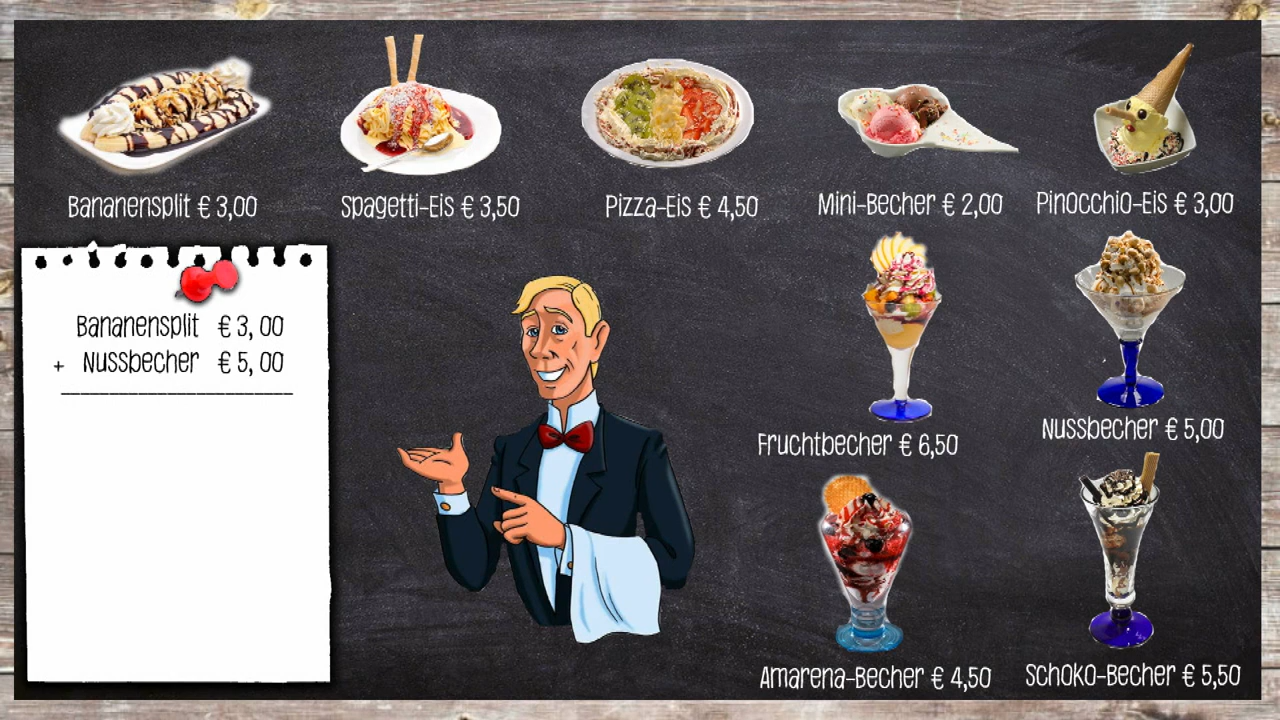 Bananensplit € 3,00
Spagetti-Eis € 3,50
Pizza-Eis € 4,50
Mini-Becher € 2,00
Pinocchio-Eis € 3,00
Bananensplit € 3, 00
+ Nussbecher € 5, 00
Fruchtbecher € 6,50
Nussbecher € 5,00
Amarena-Becher € 4,50
Schoko-Becher € 5,50